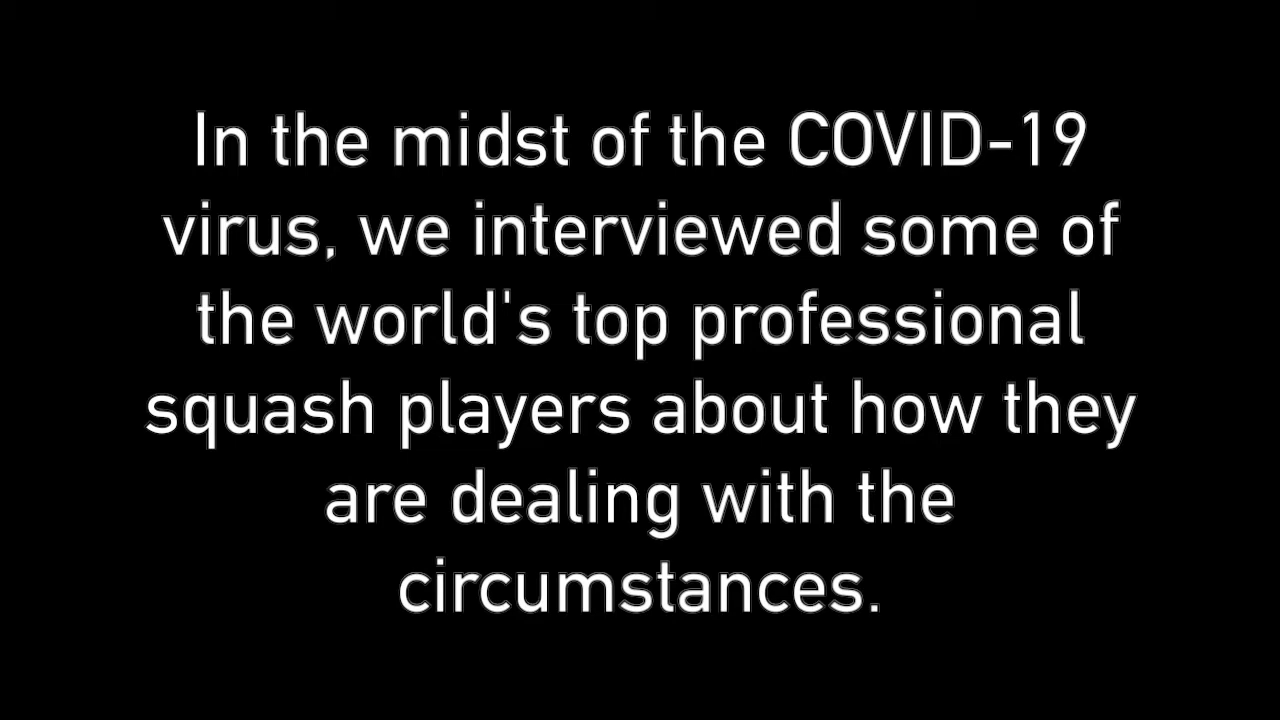 In the midst of the COVID-19
virus, we interviewed some of
the world's top professional
squash players about how they
are dealing with the
circumstances.